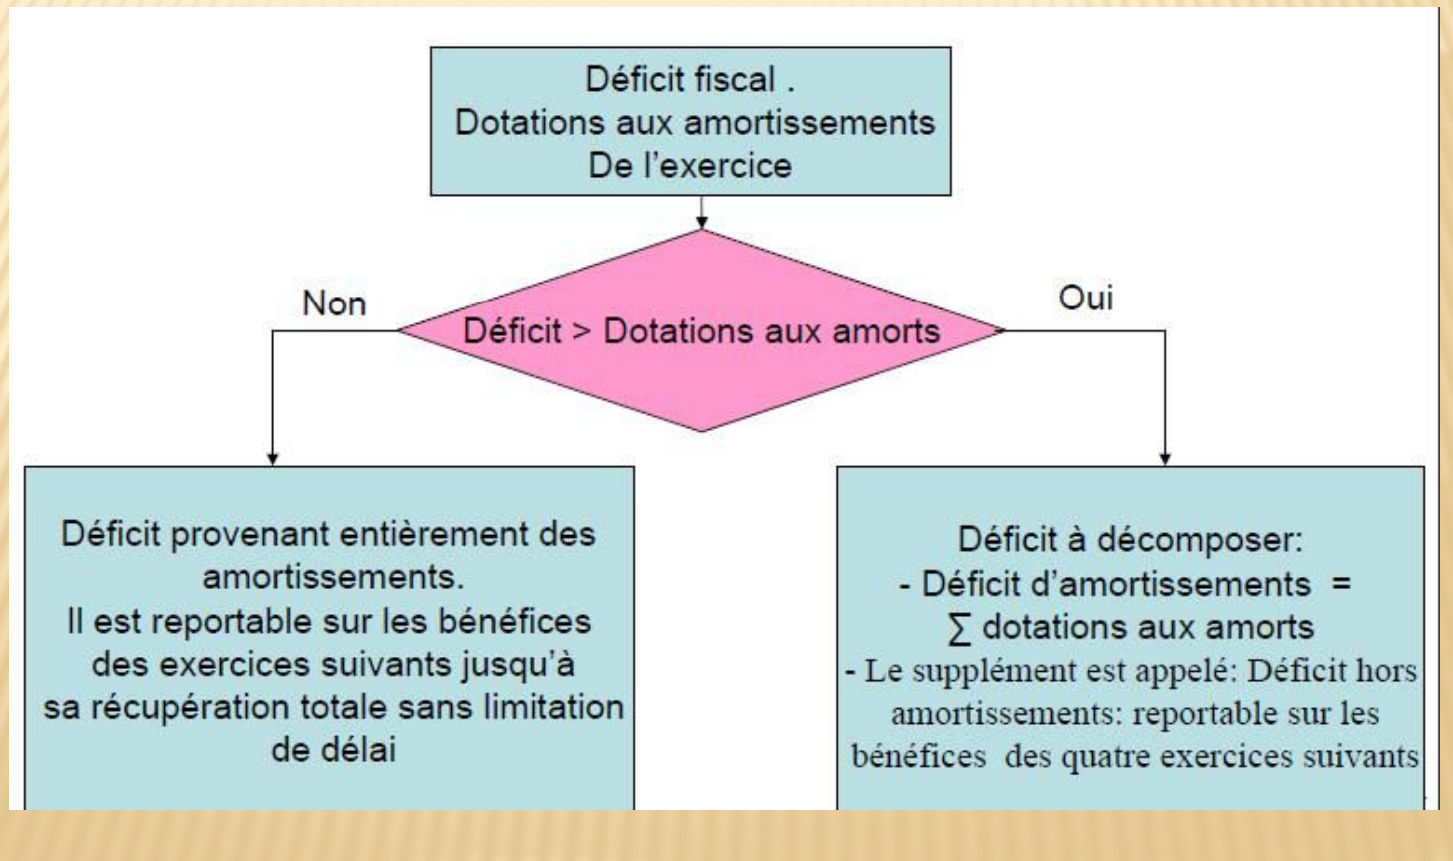 Déficit fiscal .
Dotations aux amortissements
De l’exercice
Non
Oui
Déficit > Dotations aux amorts
Déficit provenant entièrement des
amortissements.
Il est reportable sur les bénéfices
des exercices suivants jusqu’à
sa récupération totale sans limitation
de délai
Déficit à décomposer:
- Déficit d’amortissements =
∑ dotations aux amorts
- Le supplément est appelé: Déficit hors
amortissements: reportable sur les
bénéfices des quatre exercices suivants